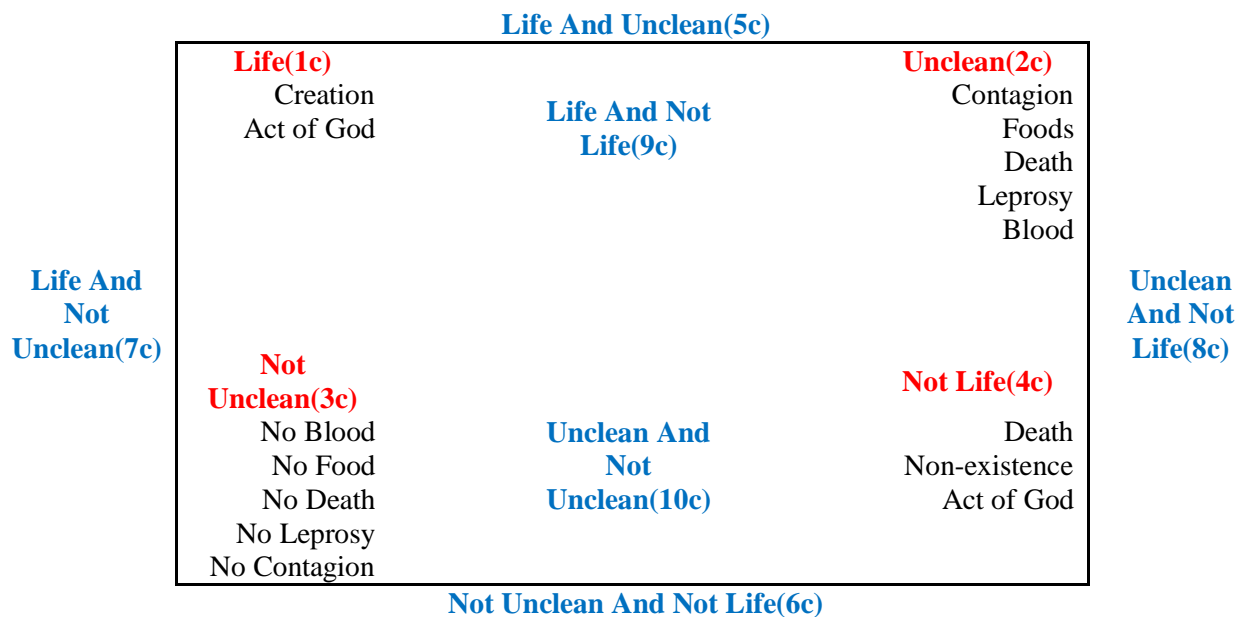 Life And Unclean(5c)
Life(1c)
Creation
Act of God
Life And Not
Life(9c)
Unclean(2c)
Contagion
Foods
Death
Leprosy
Blood
Life And
Not
Unclean(7c)
Unclean
And Not
Life(8c)
Not
Unclean(3c)
No Blood
No Food
No Death
No Leprosy
No Contagion
Unclean And
Not
Unclean(10c)
Not Life(4c)
Death
Non-existence
Act of God
Not Unclean And Not Life(6c)